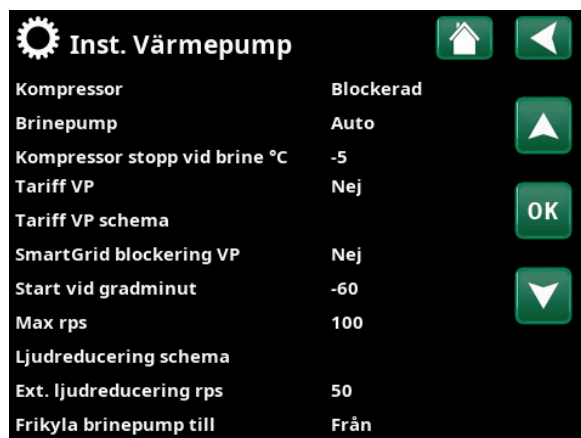 Inst. Värmepump
Kompressor Blockerad
Brinepump Auto
Kompressor stopp vid brine °C -5
Tariff VP Nej
Tariff VP schema
OK
SmartGrid blockering VP Nej
Start vid gradminut -60
Max rps 100
Ljudreducering schema
Ext. ljudreducering rps 50
Frikyla brinepump till Från